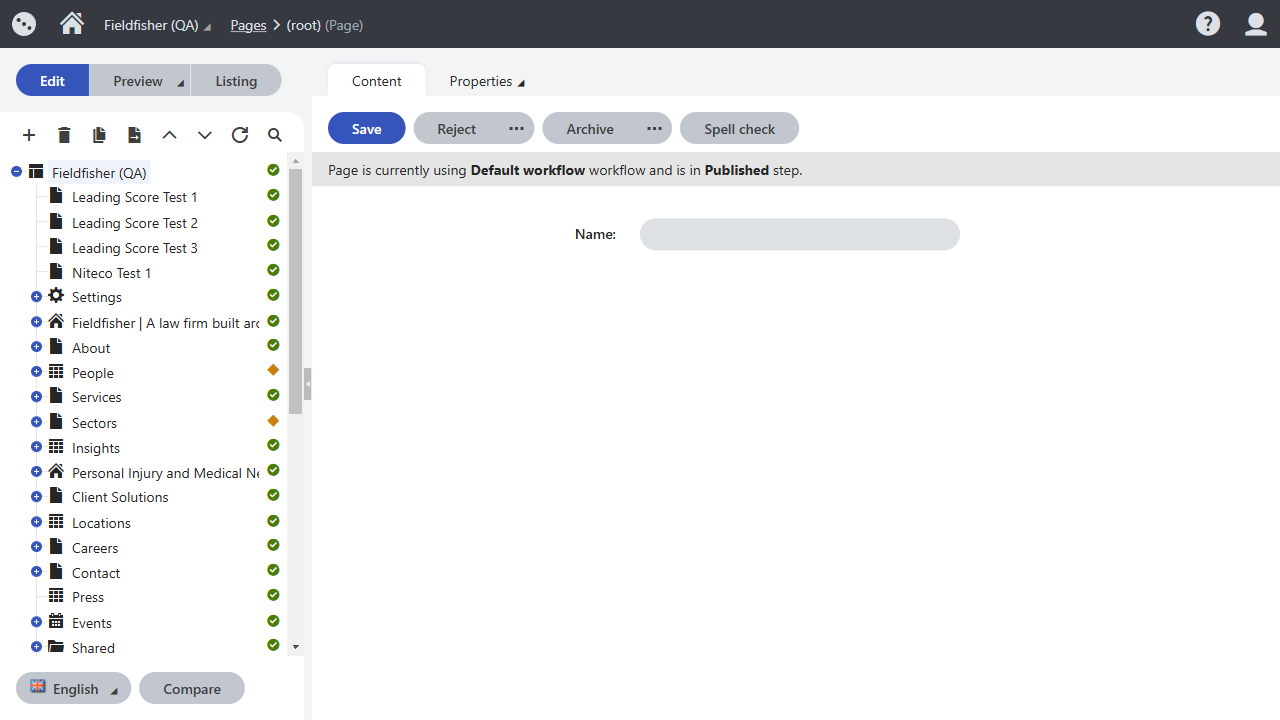 Fieldfisher (QA) Pages (root) (Page)
Edit Preview Listing
Content Properties
Save Reject Archive Spell check
Page is currently using Default workflow workflow and is in Published step.
Name:
Fieldfisher (QA)
Leading Score Test 1
Leading Score Test 2
Leading Score Test 3
Niteco Test 1
Settings
Fieldfisher | A law firm built arc
About
People
Services
Sectors
Insights
Personal Injury and Medical Ne
Client Solutions
Locations
Careers
Contact
Press
Events
Shared
English Compare